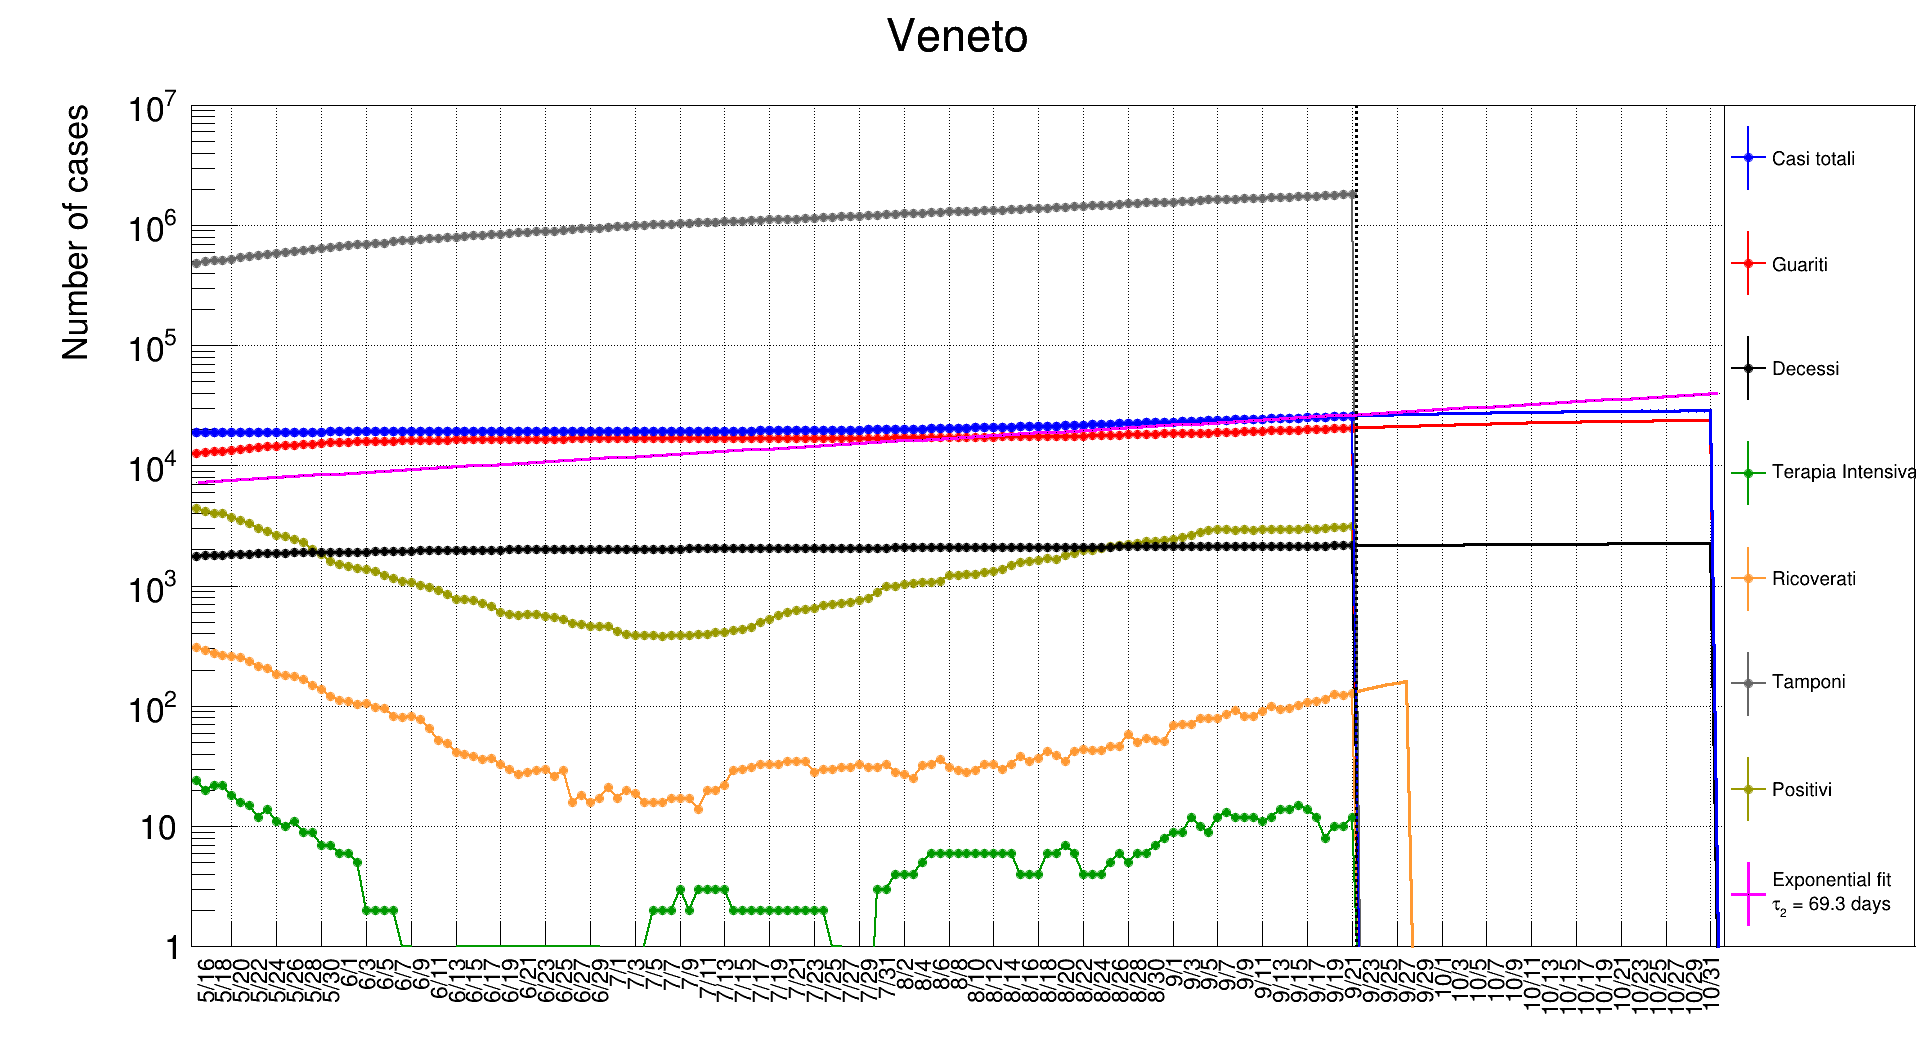 Veneto
Number of cases
10^7
10^6
10^5
10^4
10^3
10^2
10
1
5/16 5/18 5/20 5/22 5/24 5/26 5/28 5/30 6/1 6/3 6/5 6/7 6/9 6/11 6/13 6/15 6/17 6/19 6/21 6/23 6/25 6/27 6/29 7/1 7/3 7/5 7/7 7/9 7/11 7/13 7/15 7/17 7/19 7/21 7/23 7/25 7/27 7/29 7/31 8/2 8/4 8/6 8/8 8/10 8/12 8/14 8/16 8/18 8/20 8/22 8/24 8/26 8/28 8/30 9/1 9/3 9/5 9/7 9/9 9/11 9/13 9/15 9/17 9/19 9/21 9/23 9/25 9/27 9/29 10/1 10/3 10/5 10/7 10/9 10/11 10/13 10/15 10/17 10/19 10/21 10/23 10/25 10/27 10/29 10/31
Casi totali
Guariti
Decessi
Terapia Intensiva
Ricoverati
Tamponi
Positivi
Exponential fit
τ₂ = 69.3 days